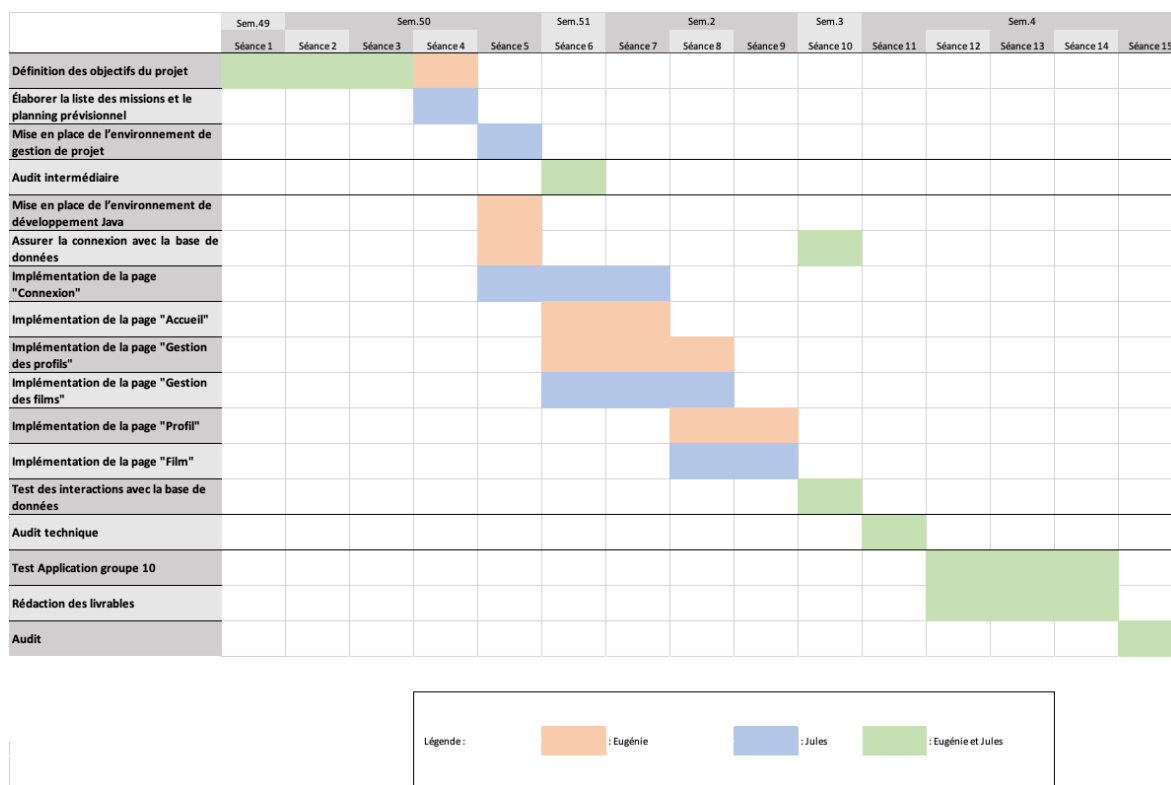 Sem.49 Sem.50 Sem.51 Sem.2 Sem.3 Sem.4
Séance 1 Séance 2 Séance 3 Séance 4 Séance 5 Séance 6 Séance 7 Séance 8 Séance 9 Séance 10 Séance 11 Séance 12 Séance 13 Séance 14 Séance 15
Définition des objectifs du projet
Élaborer la liste des missions et le
planning prévisionnel
Mise en place de l'environnement de
gestion de projet
Audit intermédiaire
Mise en place de l'environnement de
développement Java
Assurer la connexion avec la base de
données
Implémentation de la page
"Connexion"
Implémentation de la page "Accueil"
Implémentation de la page "Gestion
des profils"
Implémentation de la page "Gestion
des films"
Implémentation de la page "Profil"
Implémentation de la page "Film"
Test des interactions avec la base de
données
Audit technique
Test Application groupe 10
Rédaction des livrables
Audit
Légende : : Eugénie : Jules : Eugénie et Jules